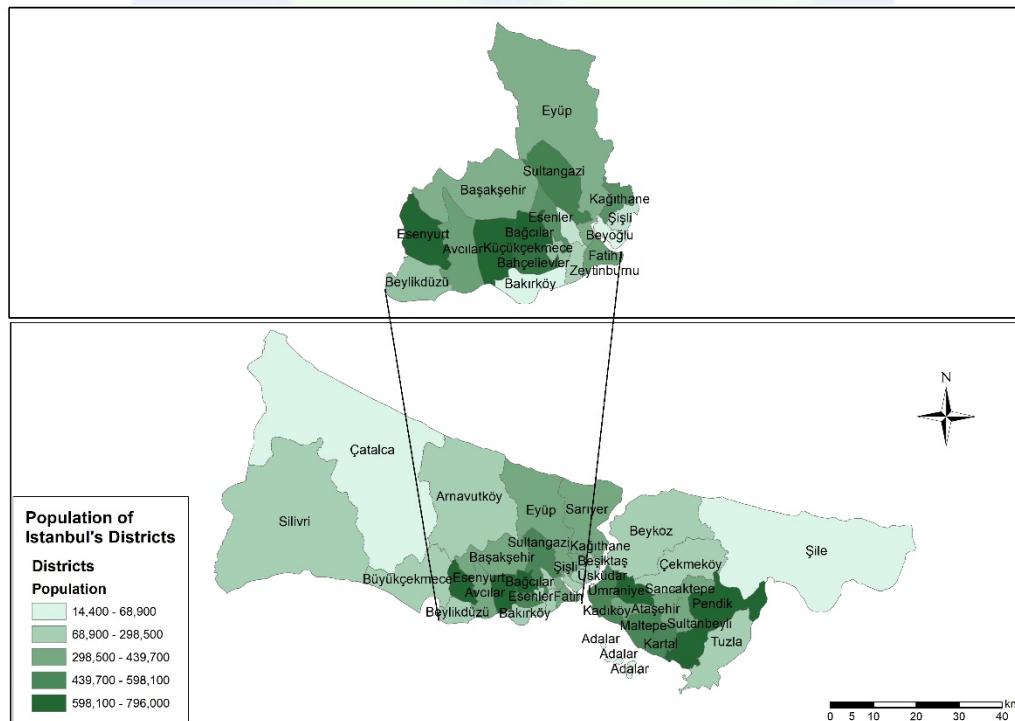 Eyüp
Sultangazi
Başakşehir
Kağıthane
Esenler
Şişli
Esenyurt
Bağcılar
Beyoğlu
Avcılar
Küçükçekmece
Fatih
Bahçelievler
Zeytinburnu
Beylikdüzü
Bakırköy
N
Çatalca
Arnavutköy
Silivri
Eyüp
Sarıyer
Beykoz
Şile
Sultangazi
Kağıthane
Başakşehir
Beşiktaş
Çekmeköy
Şişli
Büyükçekmece
Esenyurt
Bağcılar
Üsküdar
Ümraniye
Sancaktepe
Avcılar
Esenler
Fatih
Pendik
Beylikdüzü
Bakırköy
Kadıköy
Ataşehir
Maltepe
Sultanbeyli
Kartal
Tuzla
Adalar
Adalar
Adalar
Population of
Istanbul's Districts
Districts
Population
14,400 - 68,900
68,900 - 298,500
298,500 - 439,700
439,700 - 598,100
598,100 - 796,000
km
0 5 10 20 30 40